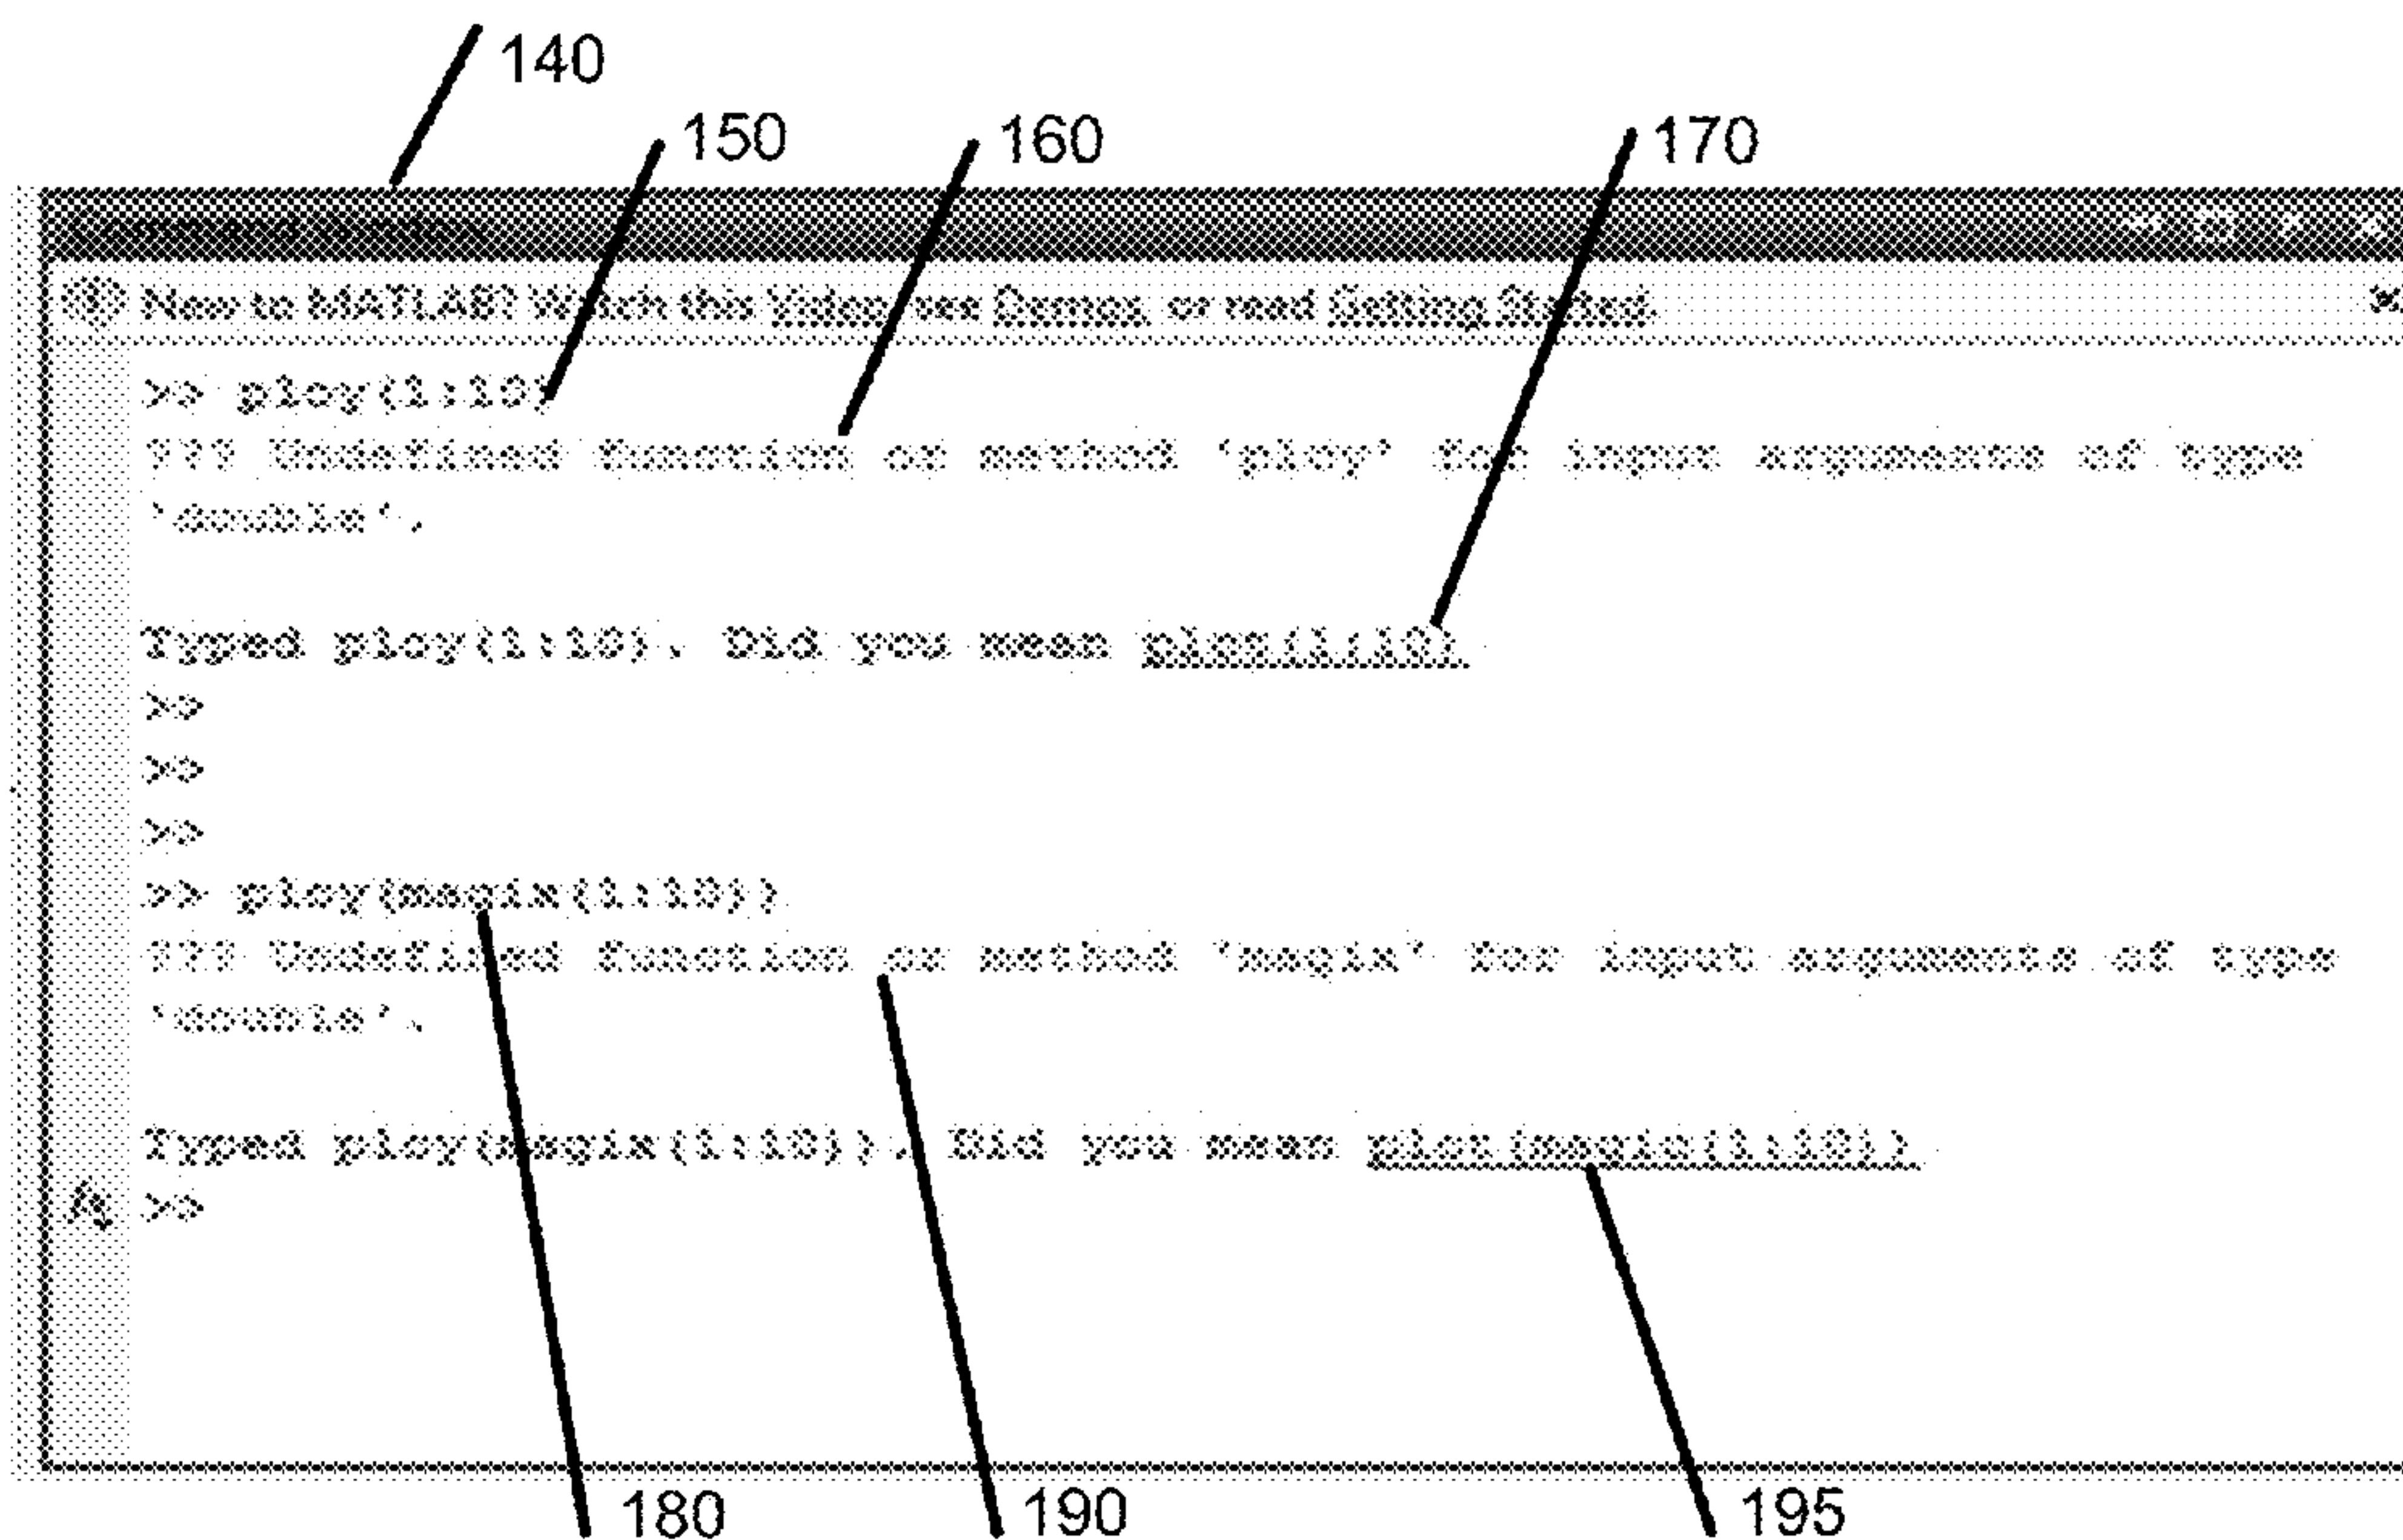 140
150
160
170
Command Window
New to MATLAB? Watch this Video, see Demos, or read Getting Started.
>> ploy(1:10)
??? Undefined function or method 'ploy' for input arguments of type
'double'.
Typed ploy(1:10). Did you mean plot(1:10)
>>
>>
>>
>> ploy(magix(1:10))
??? Undefined function or method 'magix' for input arguments of type
'double'.
Typed ploy(magix(1:10)). Did you mean plot(magic(1:10))
>>
180
190
195